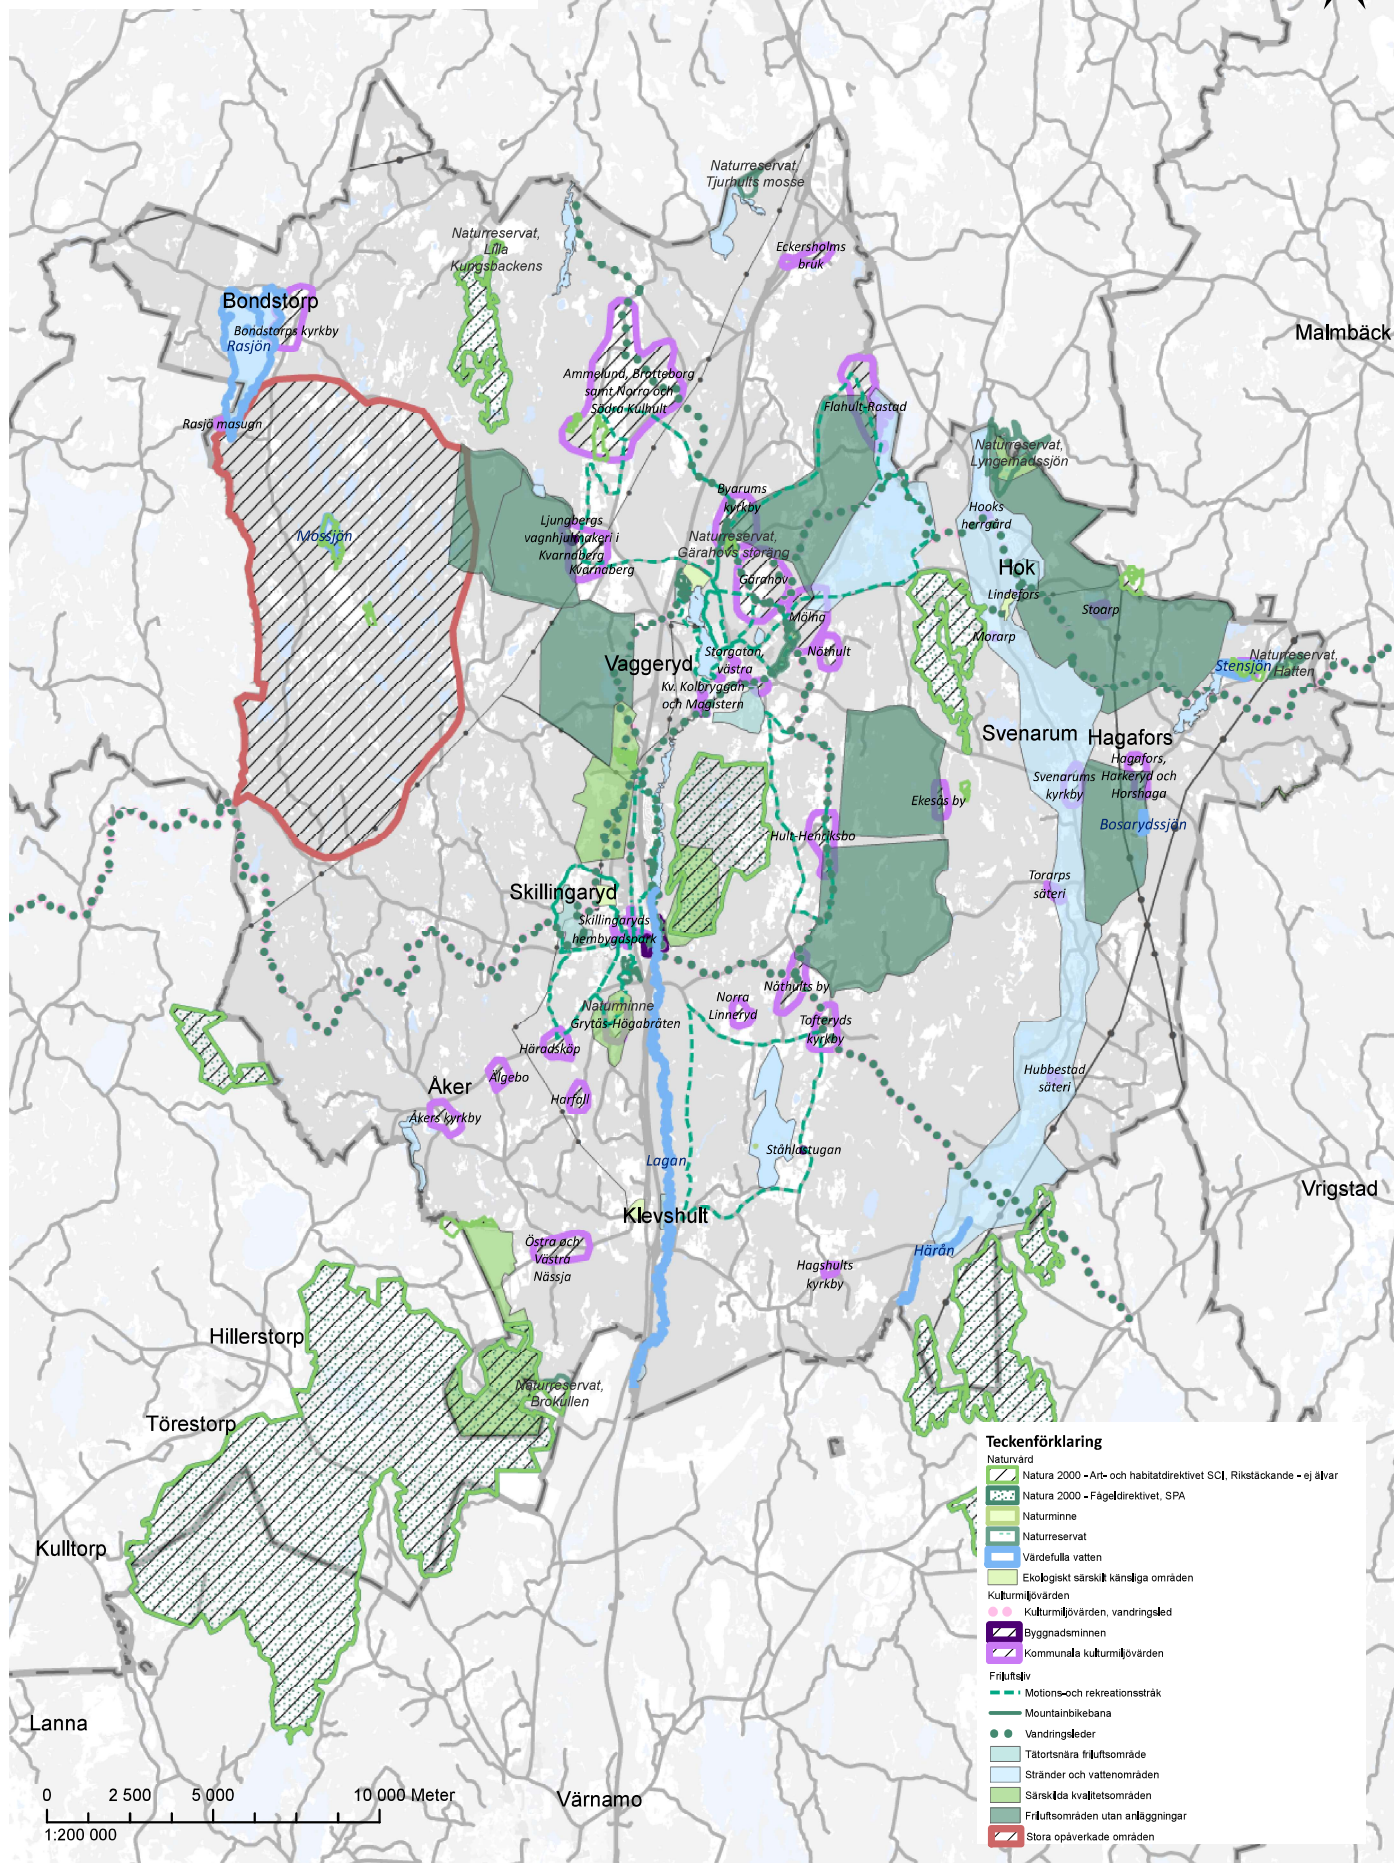 Naturreservat,
Tjurhults mosse
Naturreservat,
Lilla
Kungsbackens
Eckersholms
bruk
Bondstorp
Bondstorps kyrkby
Rasjön
Malmbäck
Ammelund, Bratteborg
samt Norra och
Södra Kulhult
Flahult-Rastad
Rasjö masugn
Naturreservat,
Lyngemadssjön
Byarums
kyrkby
Hooks
herrgård
Ljungbergs
vagnhjulmakeri i
Kvarnaberg
Kvarnaberg
Mossjön
Naturreservat,
Gärahovs storäng
Gärahov
Hok
Lindefors
Stoarp
Mölna
Morarp
Nöthult
Storgatan,
västra
Vaggeryd
Naturreservat,
Hatten
Stensjön
Kv. Kolbryggan
och Magistern
Svenarum
Hagafors
Hagafors,
Harkeryd och
Horshaga
Svenarums
kyrkby
Ekesås by
Bosarydssjän
Hult-Henriksbo
Torarps
säteri
Skillingaryd
Skillingaryds
hembygdspark
Nåthults by
Norra
Linneryd
Naturminne
Grytås-Högabråten
Tofteryds
kyrkby
Häradsköp
Älgebo
Hubbestad
säteri
Åker
Harfall
Åkers kyrkby
Ståhlastugan
Lagan
Vrigstad
Klevshult
Östra och
Västra
Nässja
Härån
Hagshults
kyrkby
Hillerstorp
Naturreservat,
Brokullen
Törestorp
Kulltorp
Lanna
Värnamo
0 2 500 5 000 10 000 Meter
1:200 000
Teckenförklaring
Naturvård
Natura 2000 - Art- och habitatdirektivet SCI, Rikstäckande - ej älvar
Natura 2000 - Fågeldirektivet, SPA
Naturminne
Naturreservat
Värdefulla vatten
Ekologiskt särskilt känsliga områden
Kulturmiljövärden
Kulturmiljövärden, vandringsled
Byggnadsminnen
Kommunala kulturmiljövärden
Friluftsliv
Motions-och rekreationsstråk
Mountainbikebana
Vandringsleder
Tätortsnära friluftsområde
Stränder och vattenområden
Särskilda kvalitetsområden
Friluftsområden utan anläggningar
Stora opåverkade områden